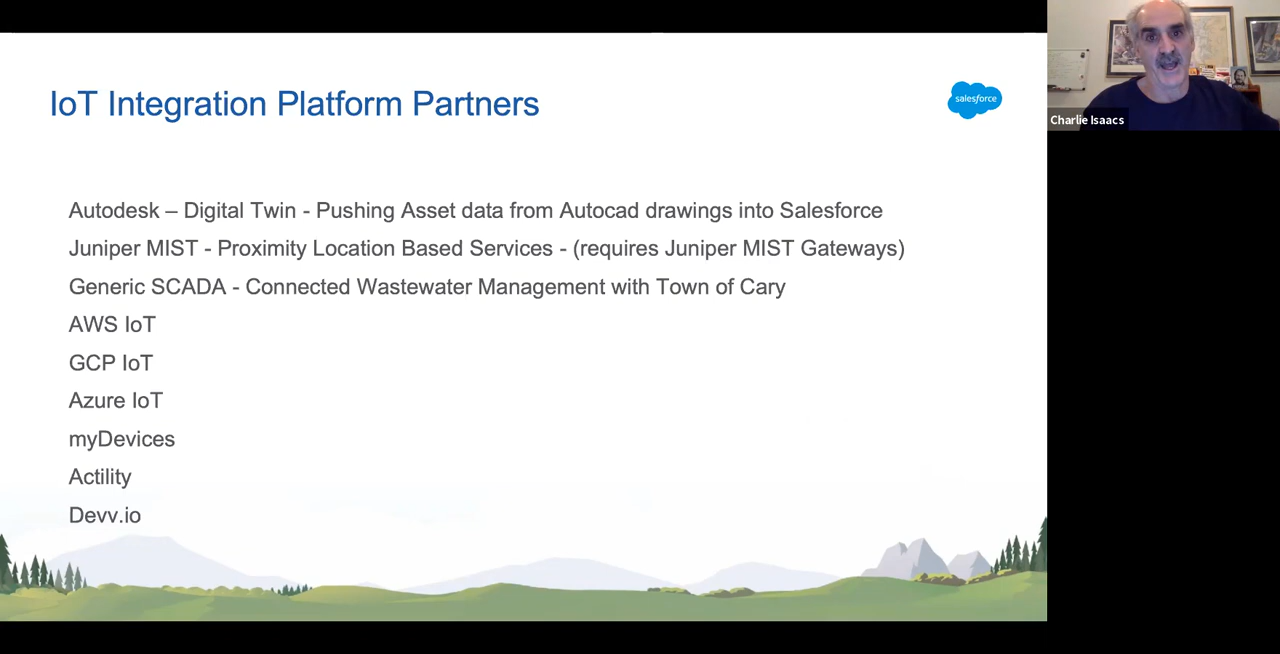 IoT Integration Platform Partners
salesforce
Autodesk – Digital Twin - Pushing Asset data from Autocad drawings into Salesforce
Juniper MIST - Proximity Location Based Services - (requires Juniper MIST Gateways)
Generic SCADA - Connected Wastewater Management with Town of Cary
AWS IoT
GCP IoT
Azure IoT
myDevices
Actility
Devv.io
Charlie Isaacs